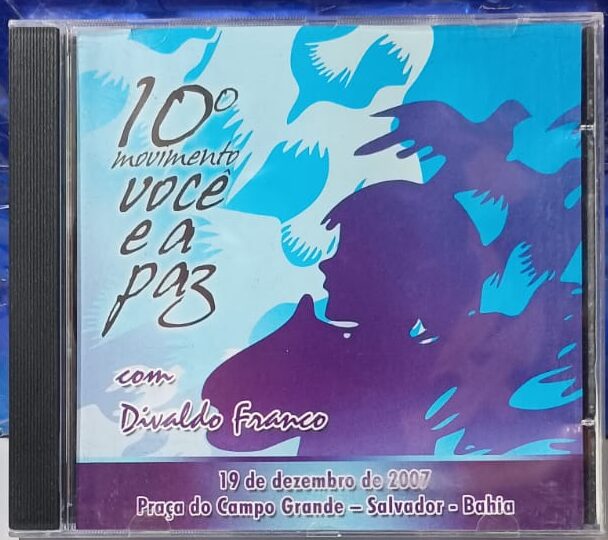 10º
movimento
você
e a
paz
com
Divaldo Franco
19 de dezembro de 2007
Praça do Campo Grande – Salvador - Bahia